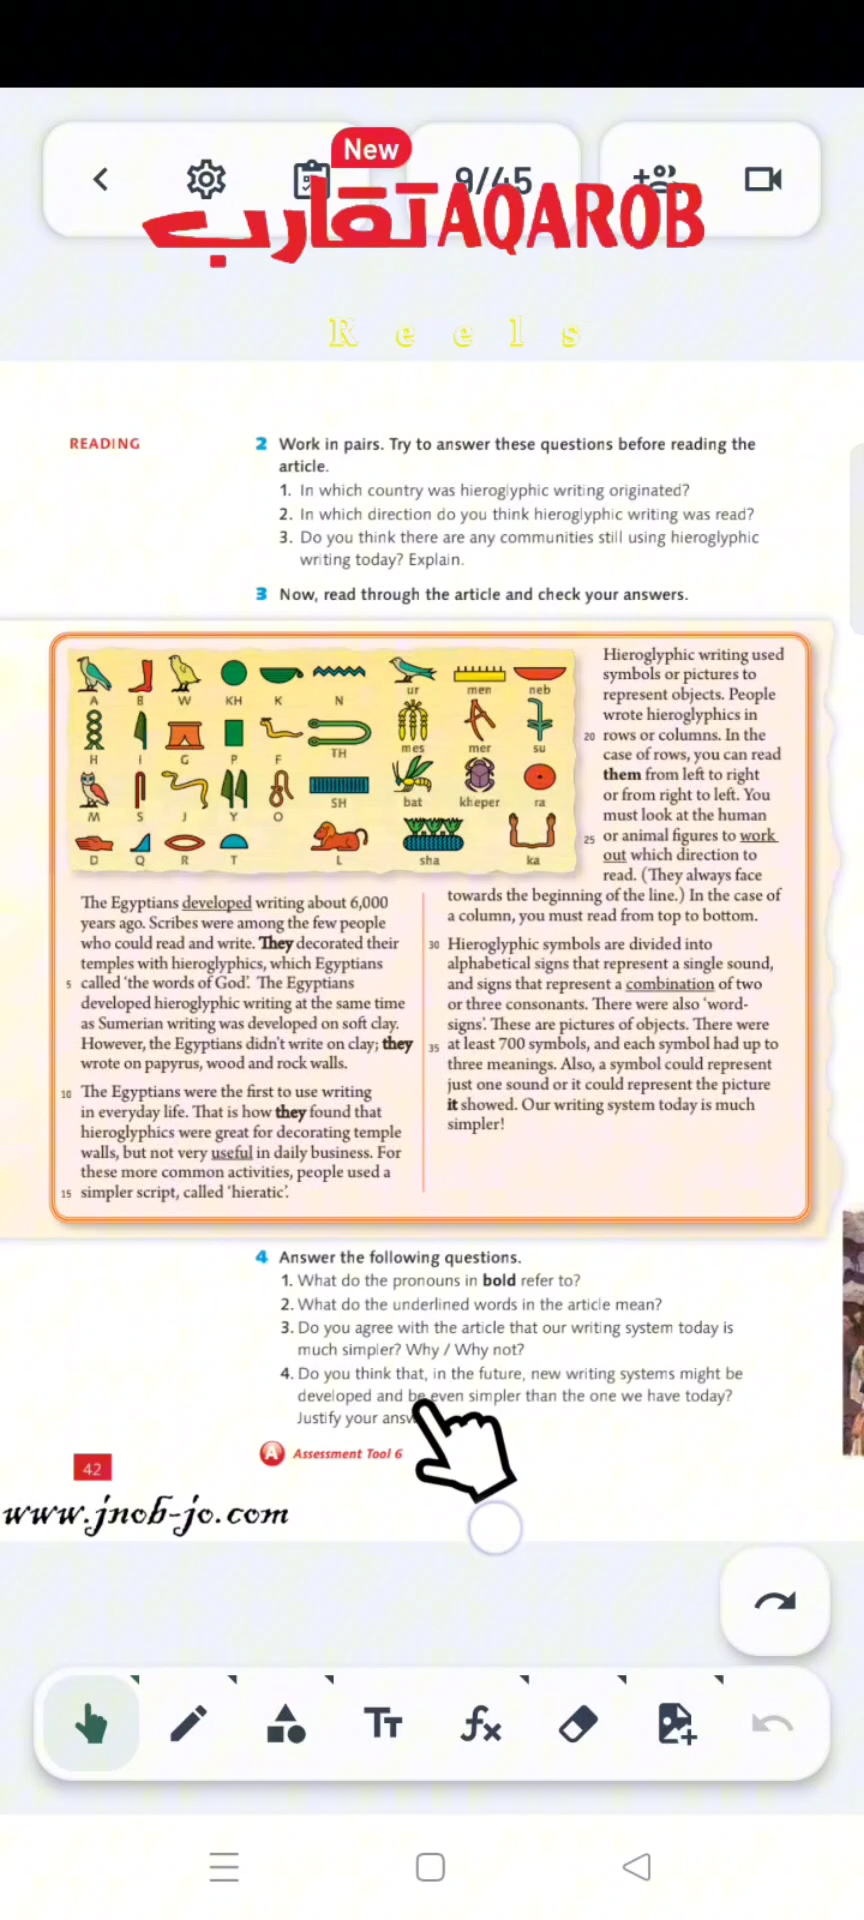 New
9/45
تقارب AQAROB
Reels
READING
2 Work in pairs. Try to answer these questions before reading the
article.
1. In which country was hieroglyphic writing originated?
2. In which direction do you think hieroglyphic writing was read?
3. Do you think there are any communities still using hieroglyphic
writing today? Explain.
3 Now, read through the article and check your answers.
A B W KH K N ur men neb
H I G P F TH mes mer su
M S J Y O SH bat kheper ra
D Q R T L sha ka
The Egyptians developed writing about 6,000
years ago. Scribes were among the few people
who could read and write. They decorated their
temples with hieroglyphics, which Egyptians
5 called 'the words of God'. The Egyptians
developed hieroglyphic writing at the same time
as Sumerian writing was developed on soft clay.
However, the Egyptians didn't write on clay; they
wrote on papyrus, wood and rock walls.
10 The Egyptians were the first to use writing
in everyday life. That is how they found that
hieroglyphics were great for decorating temple
walls, but not very useful in daily business. For
these more common activities, people used a
15 simpler script, called 'hieratic'.
Hieroglyphic writing used
symbols or pictures to
represent objects. People
wrote hieroglyphics in
20 rows or columns. In the
case of rows, you can read
them from left to right
or from right to left. You
must look at the human
25 or animal figures to work
out which direction to
read. (They always face
towards the beginning of the line.) In the case of
a column, you must read from top to bottom.
30 Hieroglyphic symbols are divided into
alphabetical signs that represent a single sound,
and signs that represent a combination of two
or three consonants. There were also 'word-
signs'. These are pictures of objects. There were
35 at least 700 symbols, and each symbol had up to
three meanings. Also, a symbol could represent
just one sound or it could represent the picture
it showed. Our writing system today is much
simpler!
4 Answer the following questions.
1. What do the pronouns in bold refer to?
2. What do the underlined words in the article mean?
3. Do you agree with the article that our writing system today is
much simpler? Why / Why not?
4. Do you think that, in the future, new writing systems might be
developed and be even simpler than the one we have today?
Justify your
A Assessment Tool 6
42
www.jnob-jo.com
Tт
fx